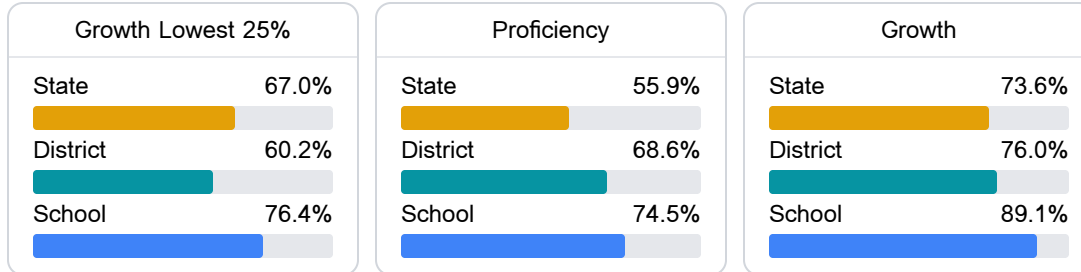 Growth Lowest 25%
State 67.0%
District 60.2%
School 76.4%
Proficiency
State 55.9%
District 68.6%
School 74.5%
Growth
State 73.6%
District 76.0%
School 89.1%